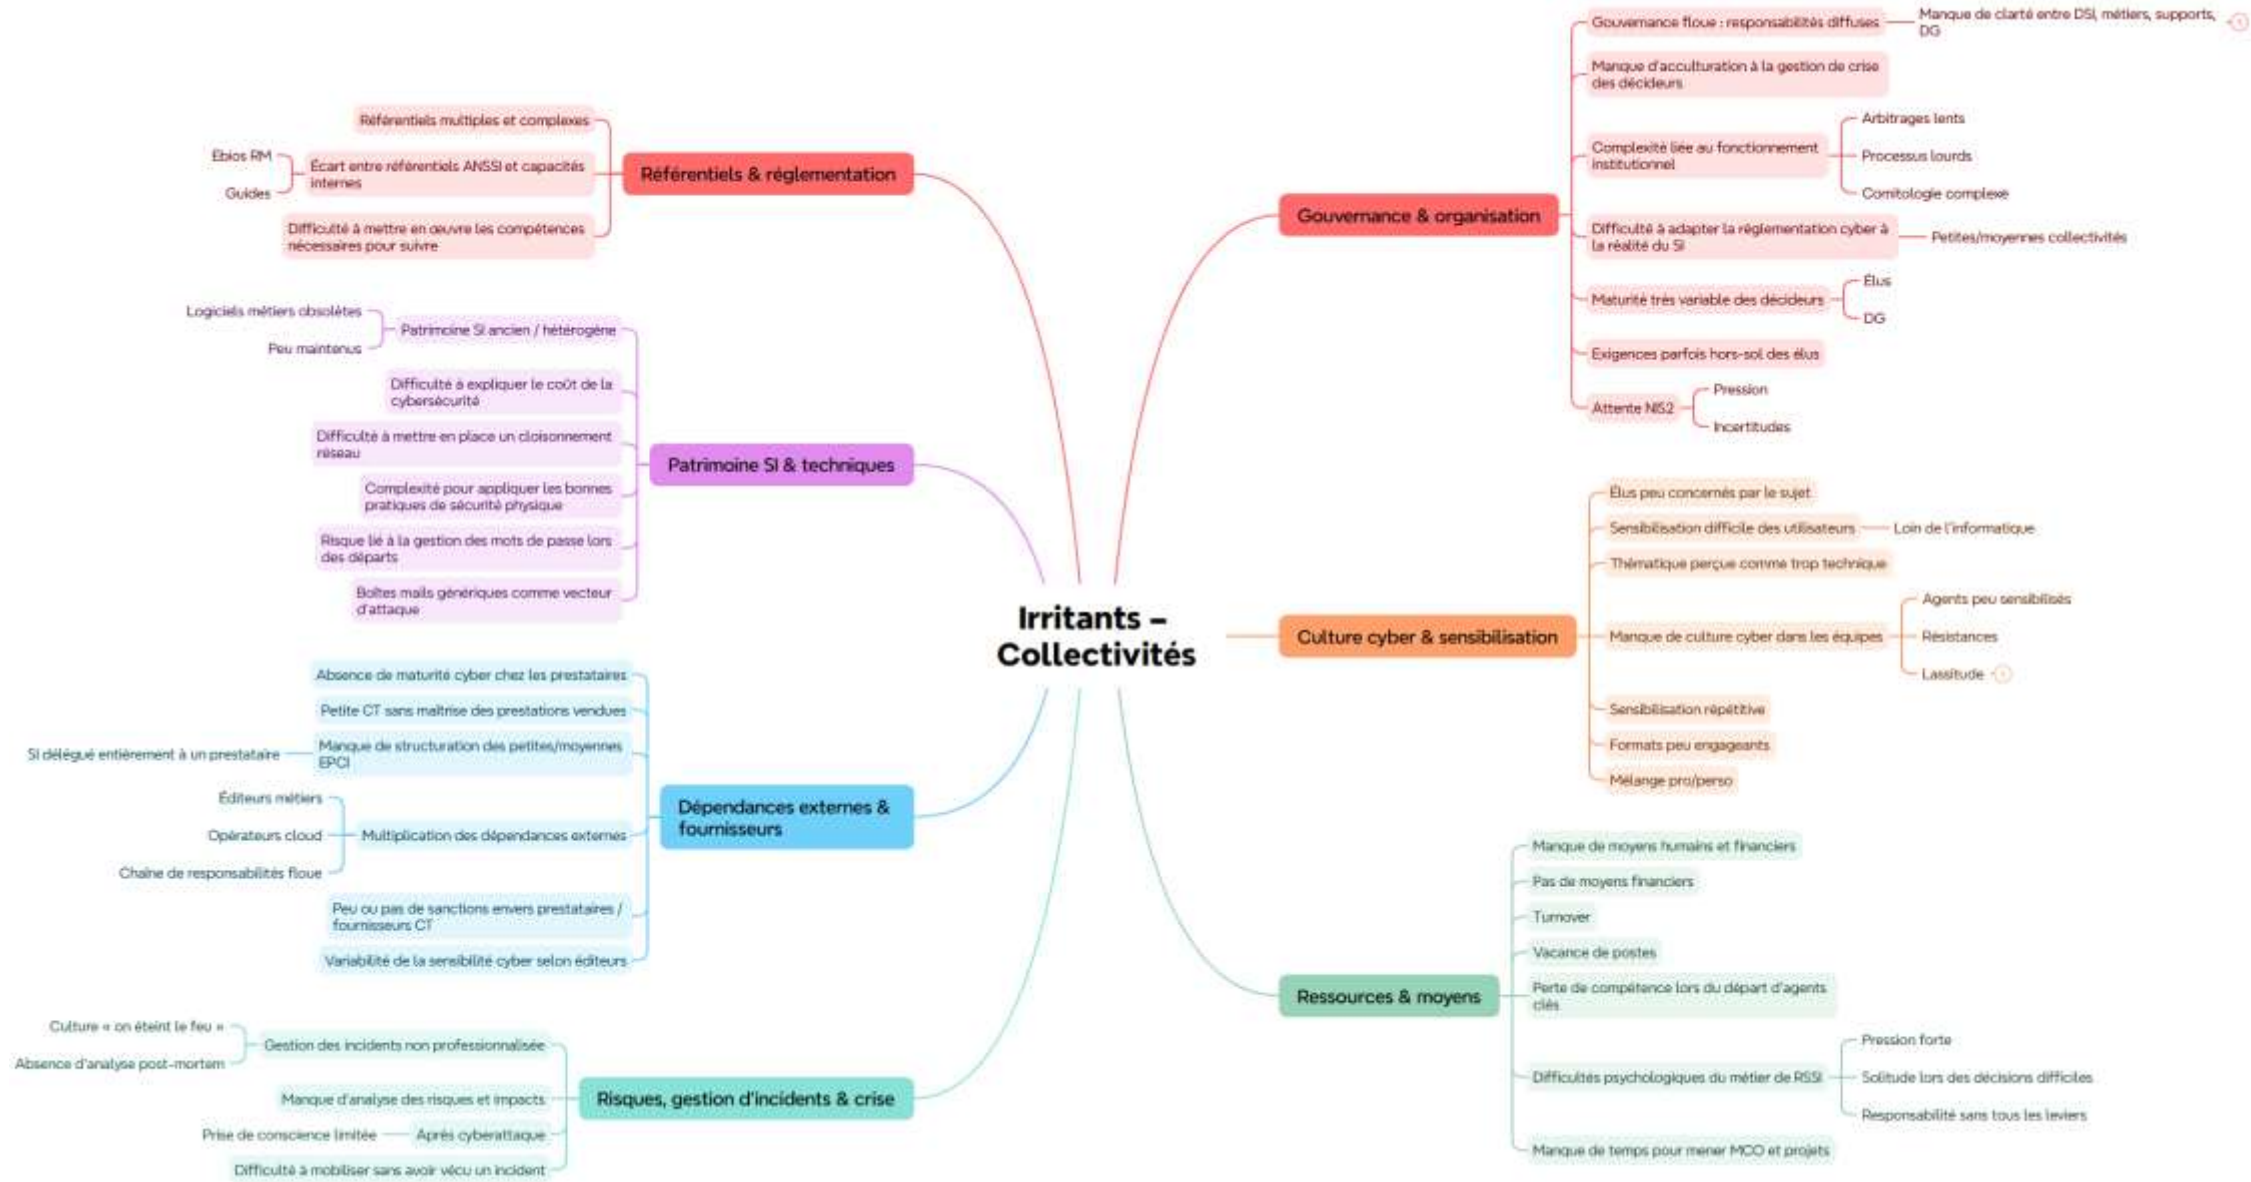 Irritants –
Collectivités
Gouvernance & organisation
Gouvernance floue : responsabilités diffuses
Manque de clarté entre DSI, métiers, supports,
DG
Manque d'acculturation à la gestion de crise
des décideurs
Complexité liée au fonctionnement
institutionnel
Arbitrages lents
Processus lourds
Comitologie complexe
Difficulté à adapter la réglementation cyber à
la réalité du SI
Petites/moyennes collectivités
Maturité très variable des décideurs
Élus
DG
Exigences parfois hors-sol des élus
Attente NIS2
Pression
Incertitudes
Culture cyber & sensibilisation
Élus peu concernés par le sujet
Sensibilisation difficile des utilisateurs
Loin de l'informatique
Thématique perçue comme trop technique
Manque de culture cyber dans les équipes
Agents peu sensibilisés
Résistances
Lassitude
Sensibilisation répétitive
Formats peu engageants
Mélange pro/perso
Ressources & moyens
Manque de moyens humains et financiers
Pas de moyens financiers
Turnover
Vacance de postes
Perte de compétence lors du départ d'agents
clés
Difficultés psychologiques du métier de RSSI
Pression forte
Solitude lors des décisions difficiles
Responsabilité sans tous les leviers
Manque de temps pour mener MCO et projets
Référentiels & réglementation
Référentiels multiples et complexes
Écart entre référentiels ANSSI et capacités
internes
Ebios RM
Guides
Difficulté à mettre en œuvre les compétences
nécessaires pour suivre
Patrimoine SI & techniques
Patrimoine SI ancien / hétérogène
Logiciels métiers obsolètes
Peu maintenus
Difficulté à expliquer le coût de la
cybersécurité
Difficulté à mettre en place un cloisonnement
réseau
Complexité pour appliquer les bonnes
pratiques de sécurité physique
Risque lié à la gestion des mots de passe lors
des départs
Boîtes mails génériques comme vecteur
d'attaque
Dépendances externes &
fournisseurs
Absence de maturité cyber chez les prestataires
Petite CT sans maîtrise des prestations vendues
Manque de structuration des petites/moyennes
EPCI
SI délégué entièrement à un prestataire
Multiplication des dépendances externes
Éditeurs métiers
Opérateurs cloud
Chaîne de responsabilités floue
Peu ou pas de sanctions envers prestataires /
fournisseurs CT
Variabilité de la sensibilité cyber selon éditeurs
Risques, gestion d'incidents & crise
Gestion des incidents non professionnalisée
Culture « on éteint le feu »
Absence d'analyse post-mortem
Manque d'analyse des risques et impacts
Après cyberattaque
Prise de conscience limitée
Difficulté à mobiliser sans avoir vécu un incident